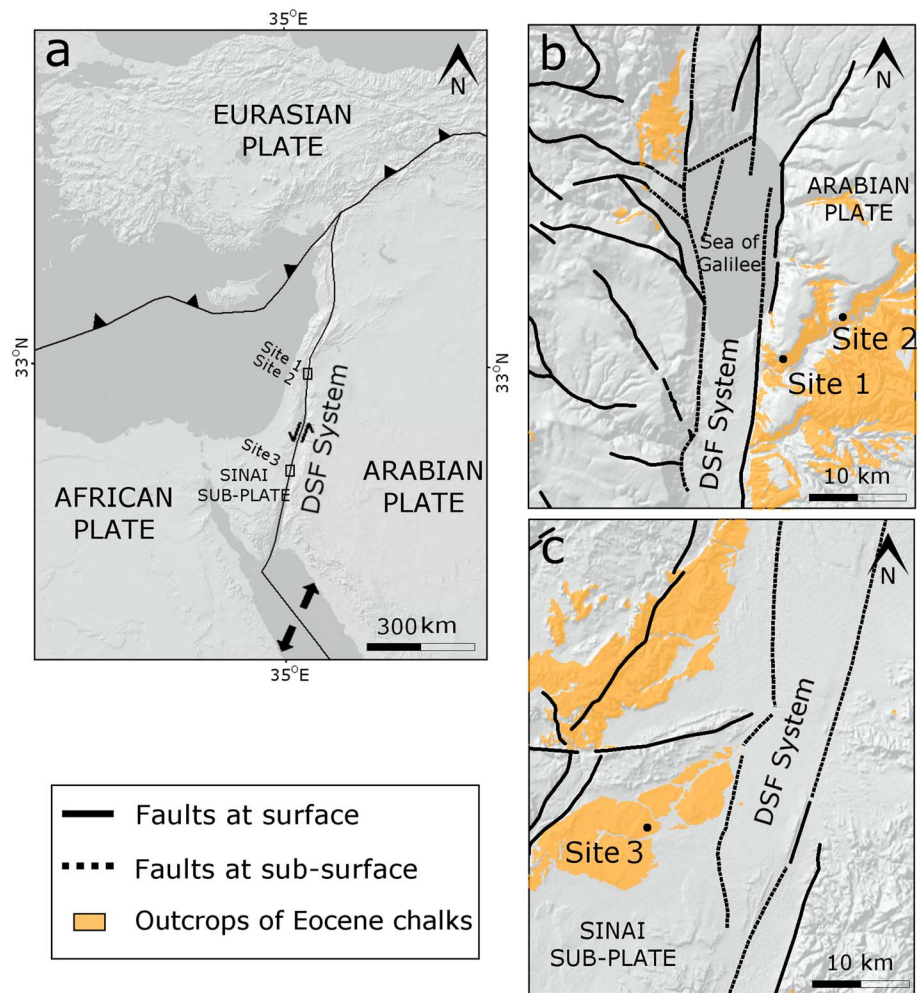 35°E
a
N
EURASIAN
PLATE
33°N
33°N
Site 1
Site 2
Site3
DSF System
SINAI
SUB-PLATE
AFRICAN
PLATE
ARABIAN
PLATE
300 km
35°E
b
N
ARABIAN
PLATE
Sea of
Galilee
Site 2
Site 1
DSF System
10 km
c
N
DSF System
Site 3
SINAI
SUB-PLATE
10 km
Faults at surface
Faults at sub-surface
Outcrops of Eocene chalks